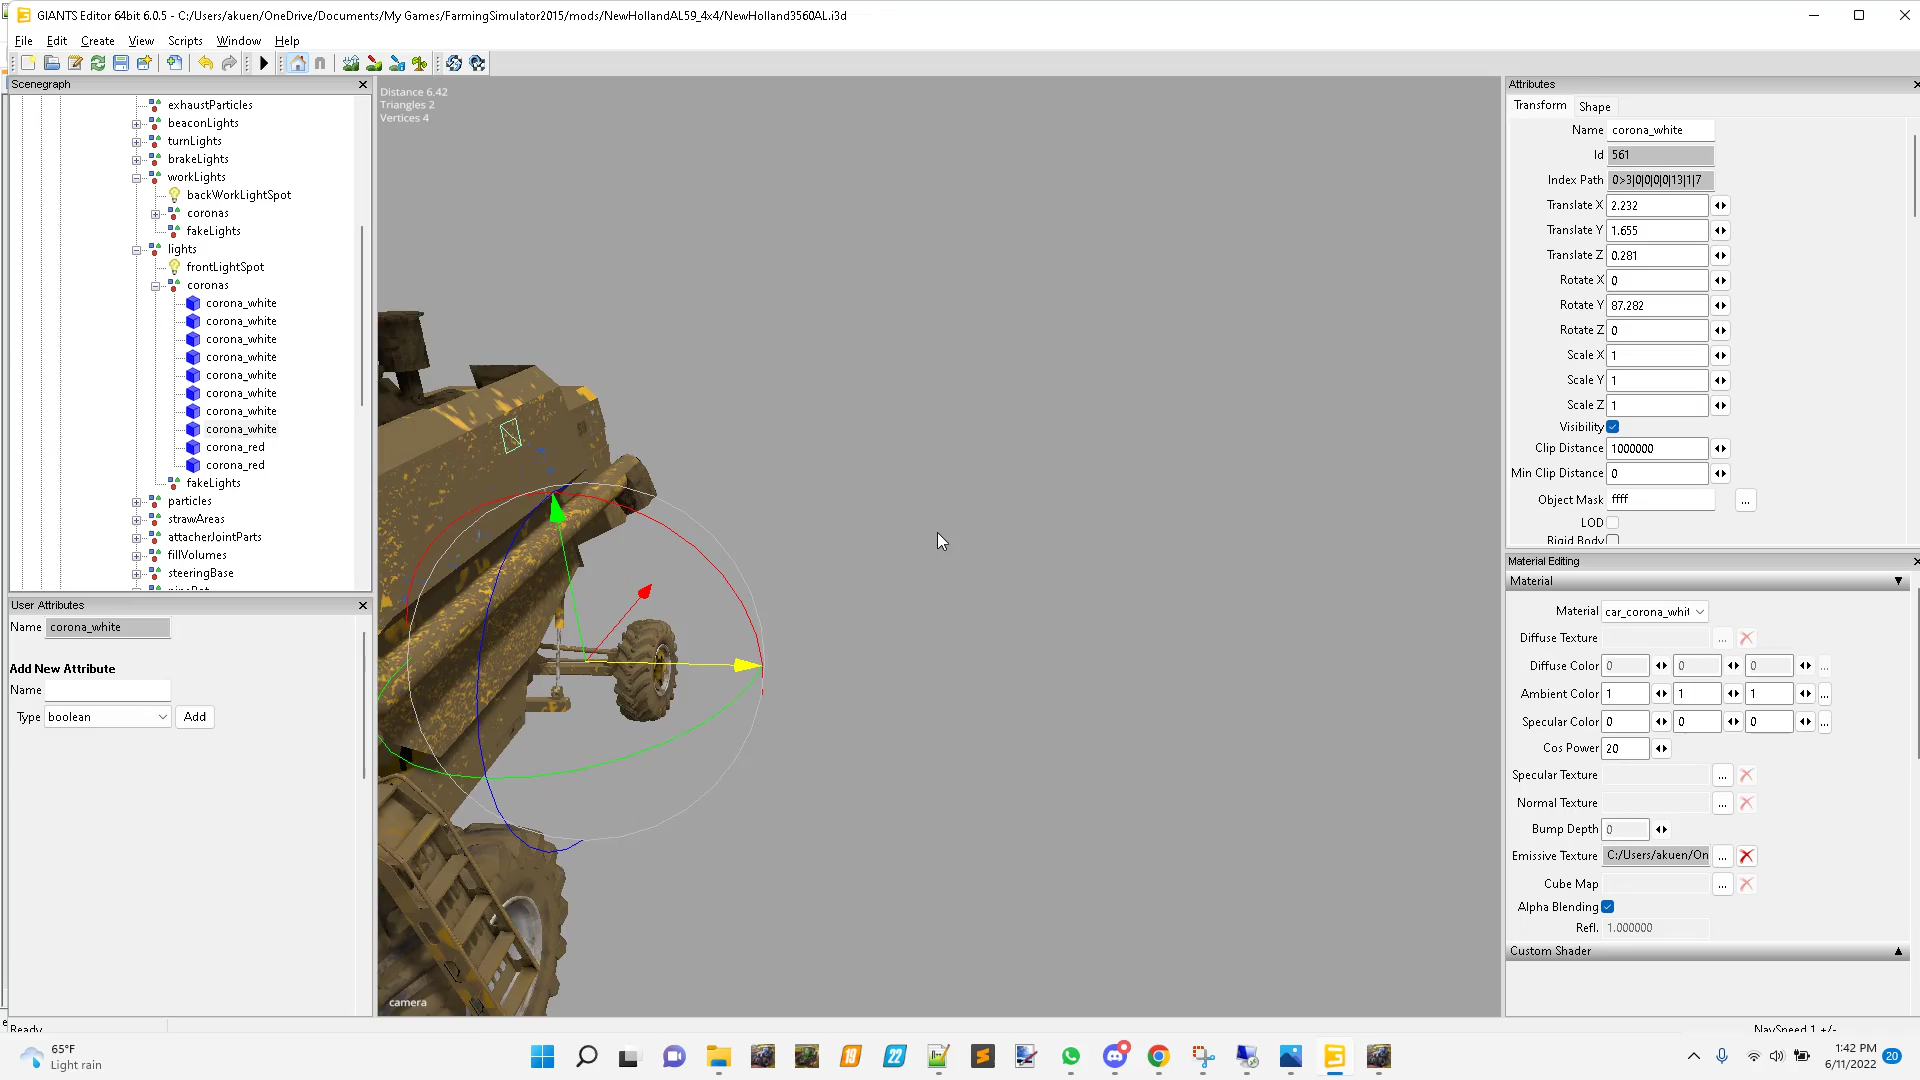 GIANTS Editor 64bit 6.0.5 - C:/Users/akuen/OneDrive/Documents/My Games/FarmingSimulator2015/mods/NewHollandAL59_4x4/NewHolland3560AL.i3d
File Edit Create View Scripts Window Help
Scenegraph
exhaustParticles
beaconLights
turnLights
brakeLights
workLights
backWorkLightSpot
coronas
fakeLights
lights
frontLightSpot
coronas
corona_white
corona_white
corona_white
corona_white
corona_white
corona_white
corona_white
corona_white
corona_red
corona_red
fakeLights
particles
strawAreas
attacherJointParts
fillVolumes
steeringBase
User Attributes
Name corona_white
Add New Attribute
Name
Type boolean Add
Ready
Distance 6.42
Triangles 2
Vertices 4
camera
Attributes
Transform Shape
Name corona_white
Id 561
Index Path 0>3|0|0|0|0|13|1|7
Translate X 2.232
Translate Y 1.655
Translate Z 0.281
Rotate X 0
Rotate Y 87.282
Rotate Z 0
Scale X 1
Scale Y 1
Scale Z 1
Visibility
Clip Distance 1000000
Min Clip Distance 0
Object Mask ffff ...
LOD
Rigid Body
Material Editing
Material
Material car_corona_whit
Diffuse Texture ...
Diffuse Color 0 0 0 ...
Ambient Color 1 1 1 ...
Specular Color 0 0 0 ...
Cos Power 20
Specular Texture ...
Normal Texture ...
Bump Depth 0
Emissive Texture C:/Users/akuen/On ...
Cube Map ...
Alpha Blending
Refl. 1.000000
Custom Shader
NavSpeed 1 +/-
65°F
Light rain
19
22
1:42 PM
6/11/2022
20